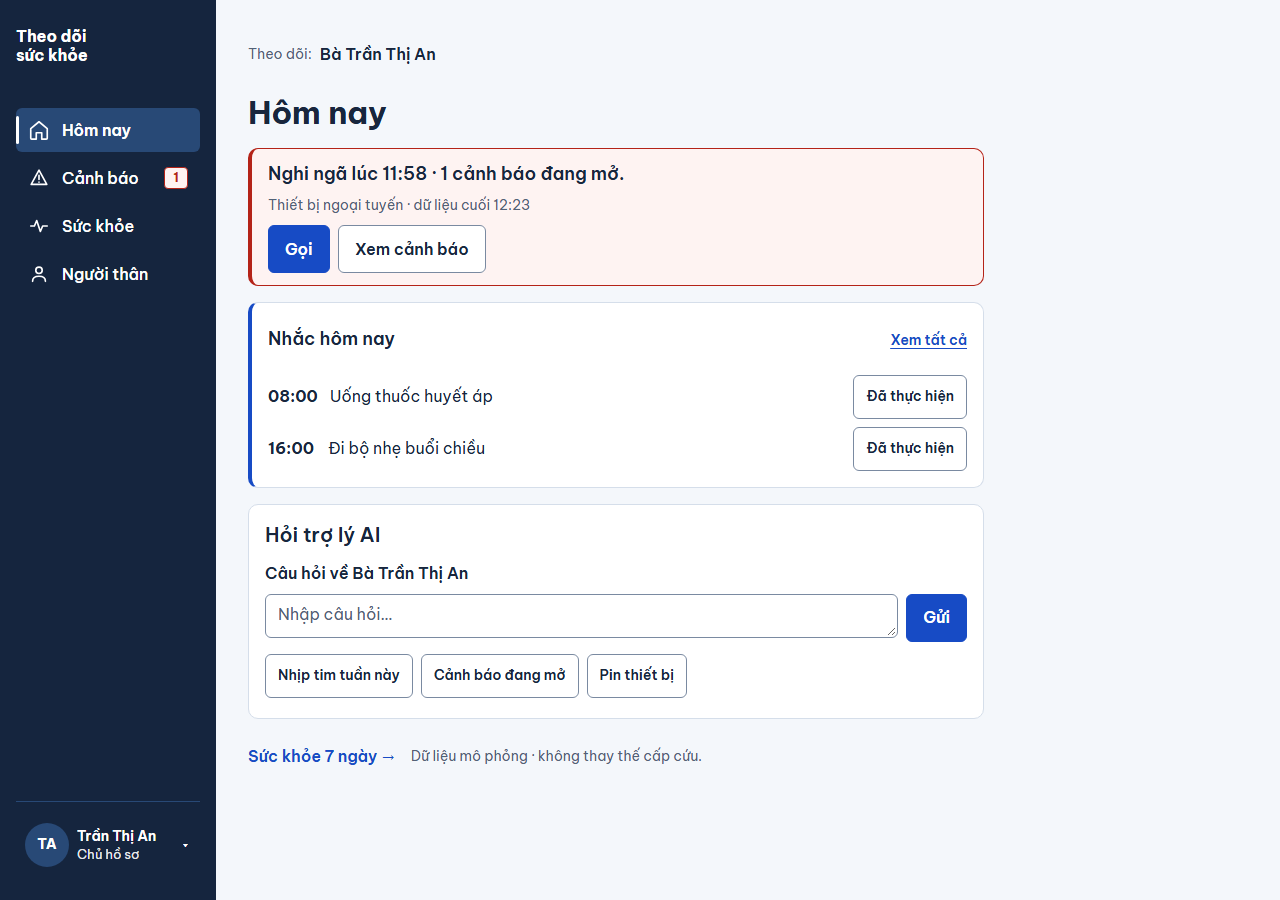 Theo dõi
sức khỏe
Hôm nay
Cảnh báo 1
Sức khỏe
Người thân
TA
Trần Thị An
Chủ hồ sơ
Theo dõi: Bà Trần Thị An
Hôm nay
Nghi ngã lúc 11:58 · 1 cảnh báo đang mở.
Thiết bị ngoại tuyến · dữ liệu cuối 12:23
Gọi Xem cảnh báo
Nhắc hôm nay Xem tất cả
08:00 Uống thuốc huyết áp Đã thực hiện
16:00 Đi bộ nhẹ buổi chiều Đã thực hiện
Hỏi trợ lý AI
Câu hỏi về Bà Trần Thị An
Nhập câu hỏi... Gửi
Nhịp tim tuần này Cảnh báo đang mở Pin thiết bị
Sức khỏe 7 ngày → Dữ liệu mô phỏng · không thay thế cấp cứu.